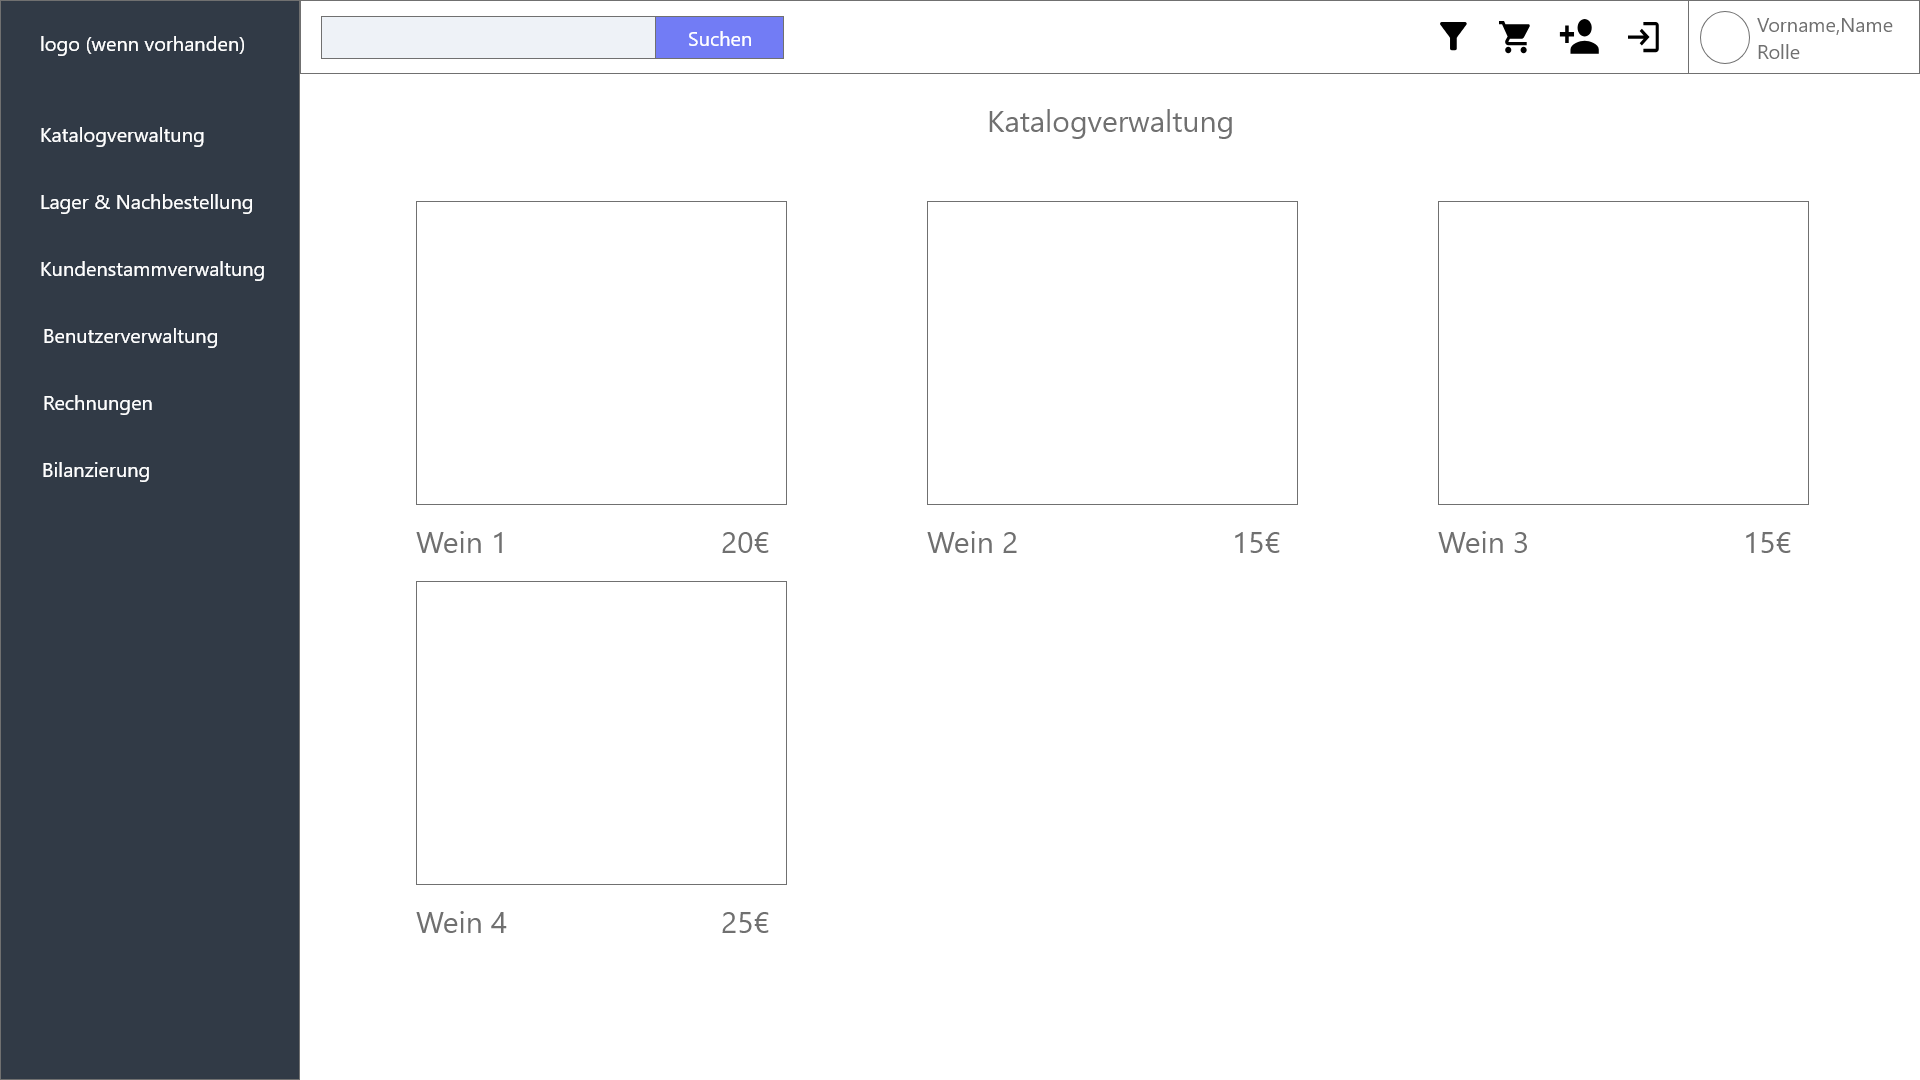 logo (wenn vorhanden)
Katalogverwaltung
Lager & Nachbestellung
Kundenstammverwaltung
Benutzerverwaltung
Rechnungen
Bilanzierung
Suchen
Vorname,Name
Rolle
Katalogverwaltung
Wein 1 20€
Wein 2 15€
Wein 3 15€
Wein 4 25€